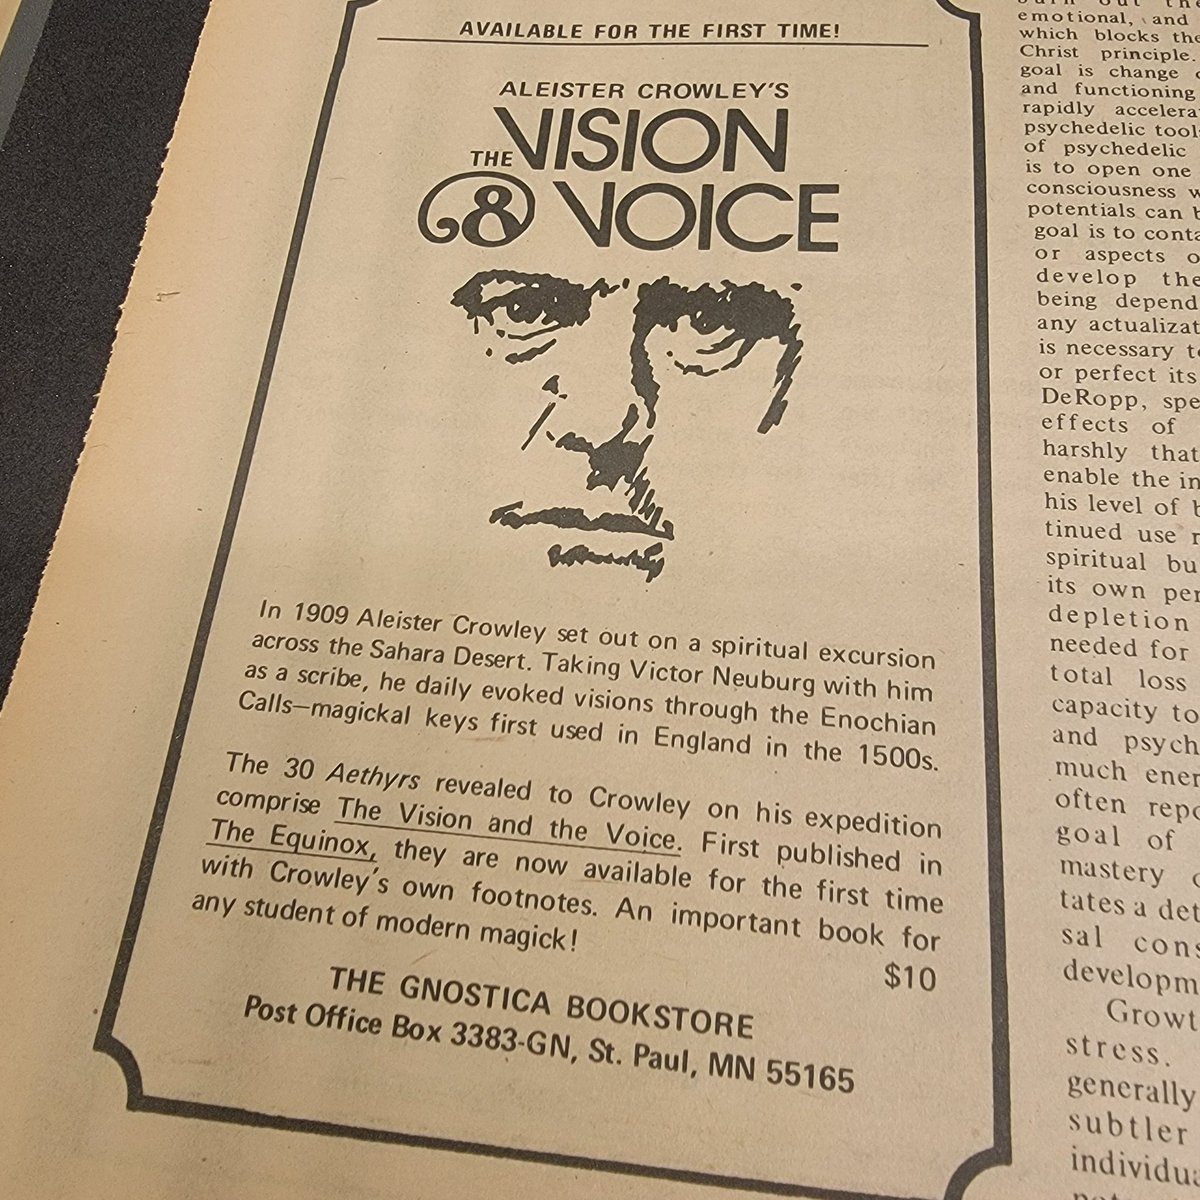 AVAILABLE FOR THE FIRST TIME!
ALEISTER CROWLEY'S
THE VISION
& VOICE
In 1909 Aleister Crowley set out on a spiritual excursion
across the Sahara Desert. Taking Victor Neuburg with him
as a scribe, he daily evoked visions through the Enochian
Calls—magickal keys first used in England in the 1500s.
The 30 Aethyrs revealed to Crowley on his expedition
comprise The Vision and the Voice. First published in
The Equinox, they are now available for the first time
with Crowley's own footnotes. An important book for
any student of modern magick!
$10
THE GNOSTICA BOOKSTORE
Post Office Box 3383-GN, St. Paul, MN 55165
emotional, and
which blocks the
Christ principle.
goal is change
and functioning
rapidly accelera
psychedelic tool
of psychedelic
is to open one
consciousness w
potentials can b
goal is to conta
or aspects o
develop the
being depend
any actualizat
is necessary to
or perfect its
DeRopp, spe
effects of
harshly that
enable the in
his level of b
tinued use r
spiritual bu
its own per
depletion
needed for
total loss
capacity to
and psych
much ener
often repo
goal of
mastery
tates a det
sal cons
developm
Growt
stress.
generally
subtler
individua